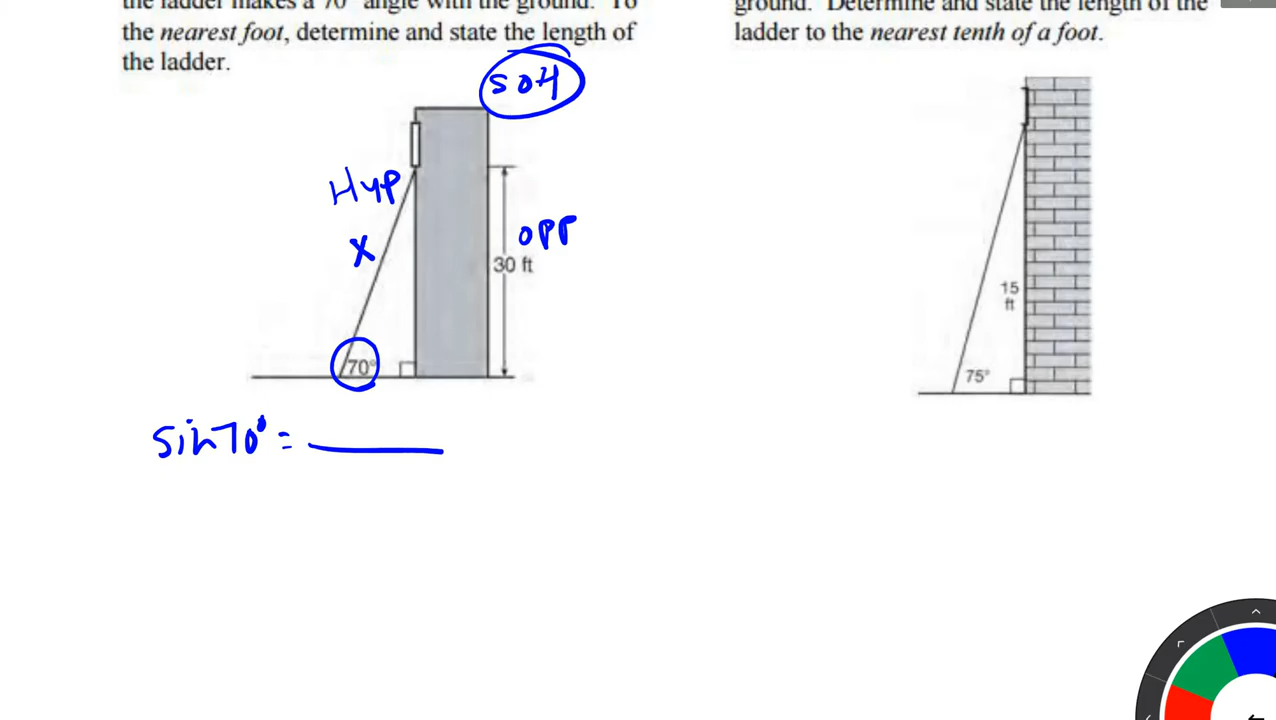 the ladder makes a 70° angle with the ground. To
the nearest foot, determine and state the length of
the ladder.
SOH
Hyp
X
opp
30 ft
70°
sin70° =
ground. Determine and state the length of the
ladder to the nearest tenth of a foot.
15
ft
75°